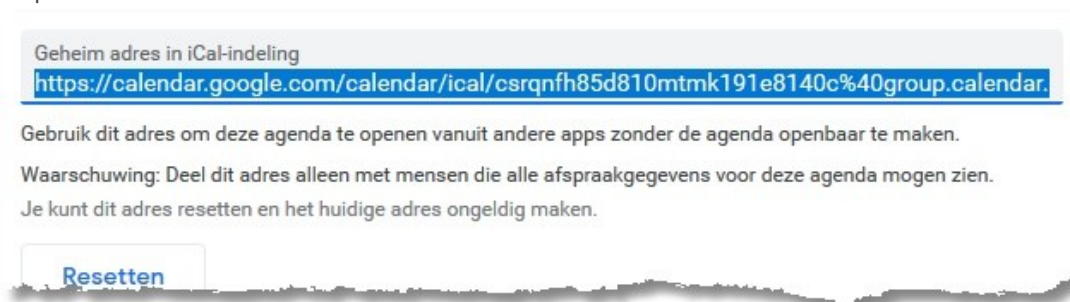 Geheim adres in iCal-indeling
https://calendar.google.com/calendar/ical/csrqnfh85d810mtmk191e8140c%40group.calendar.
Gebruik dit adres om deze agenda te openen vanuit andere apps zonder de agenda openbaar te maken.
Waarschuwing: Deel dit adres alleen met mensen die alle afspraakgegevens voor deze agenda mogen zien.
Je kunt dit adres resetten en het huidige adres ongeldig maken.
Resetten